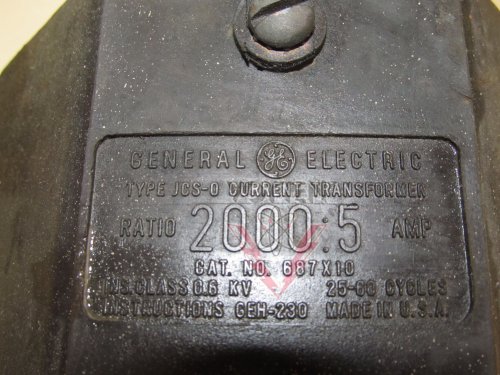 GENERAL GE ELECTRIC
TYPE JCS-0 CURRENT TRANSFORMER
RATIO 2000:5 AMP
CAT. NO. 687X10
INS. CLASS 0.6 KV 25-60 CYCLES
INSTRUCTIONS GEH-230 MADE IN U.S.A.